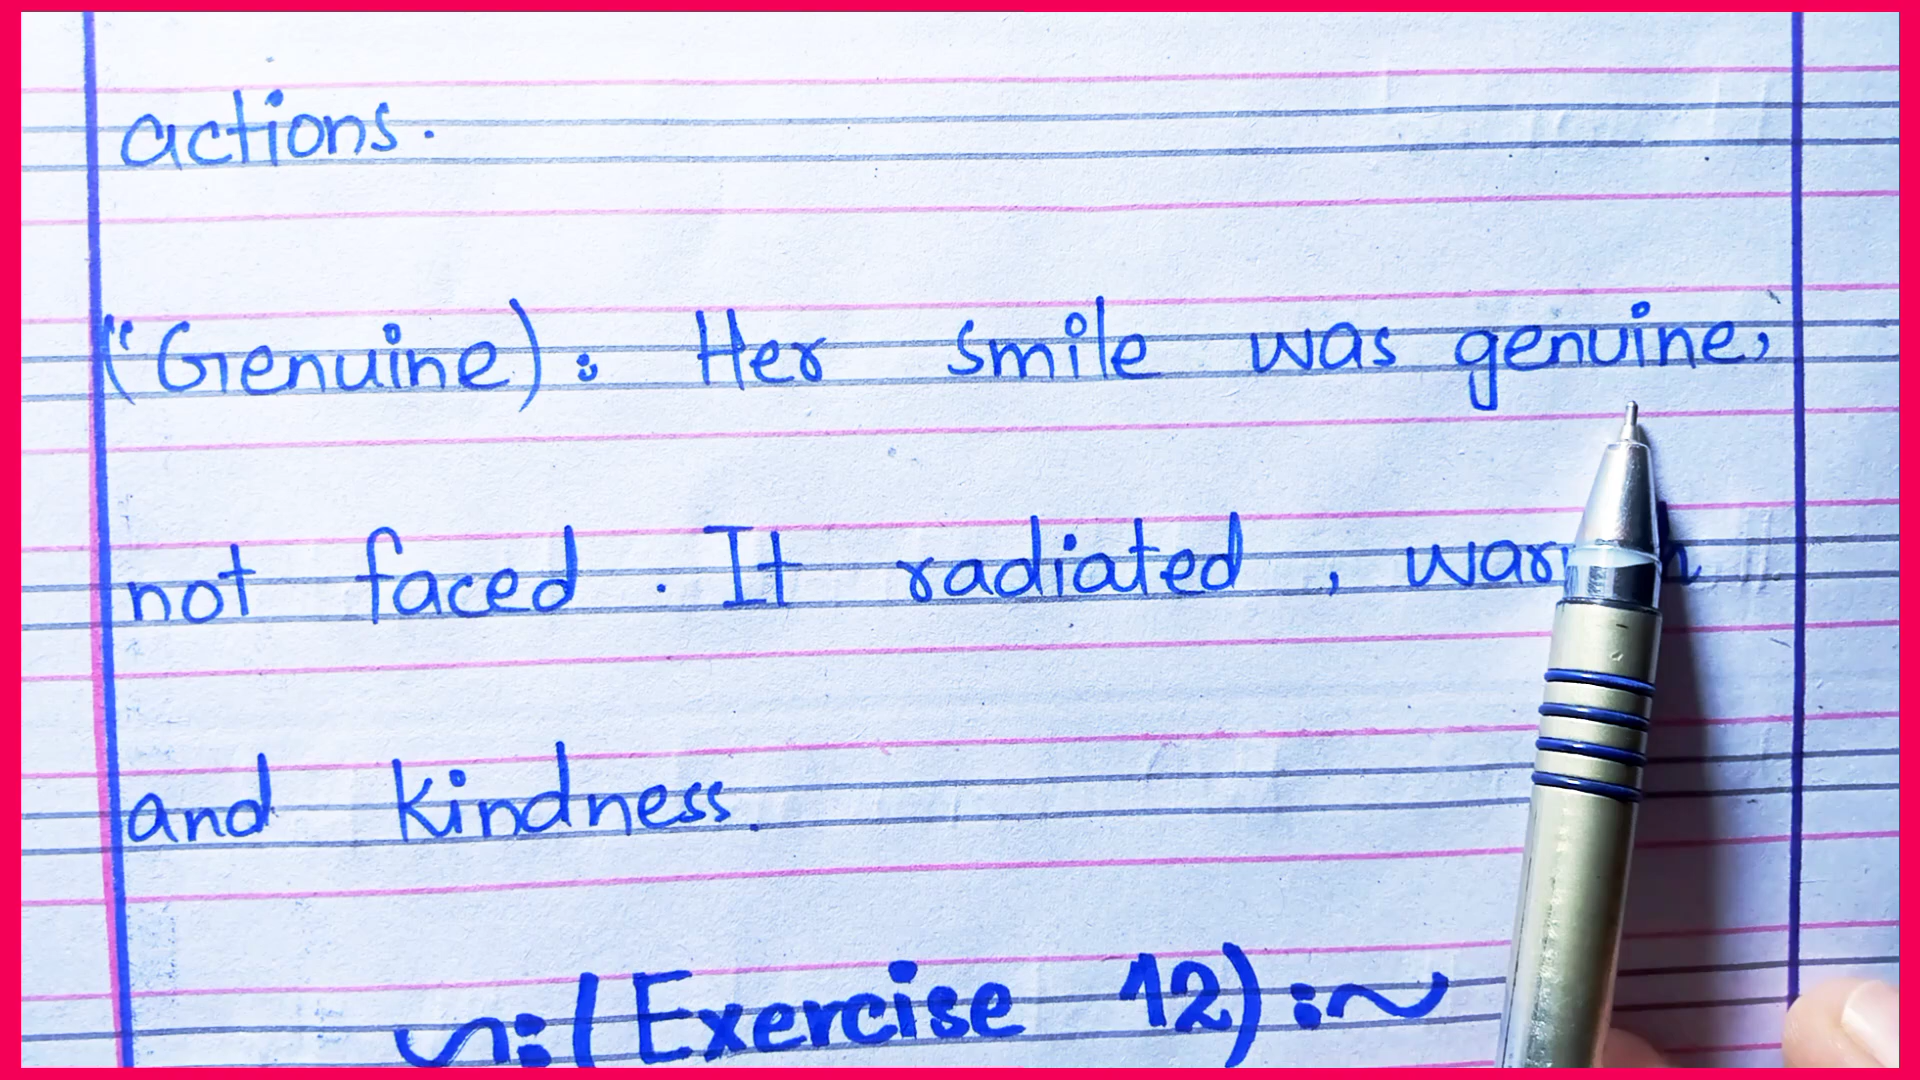 actions.
("Genuine): Her smile was genuine,
not faced. It radiated,
and kindness.
~:(Exercise 12):~